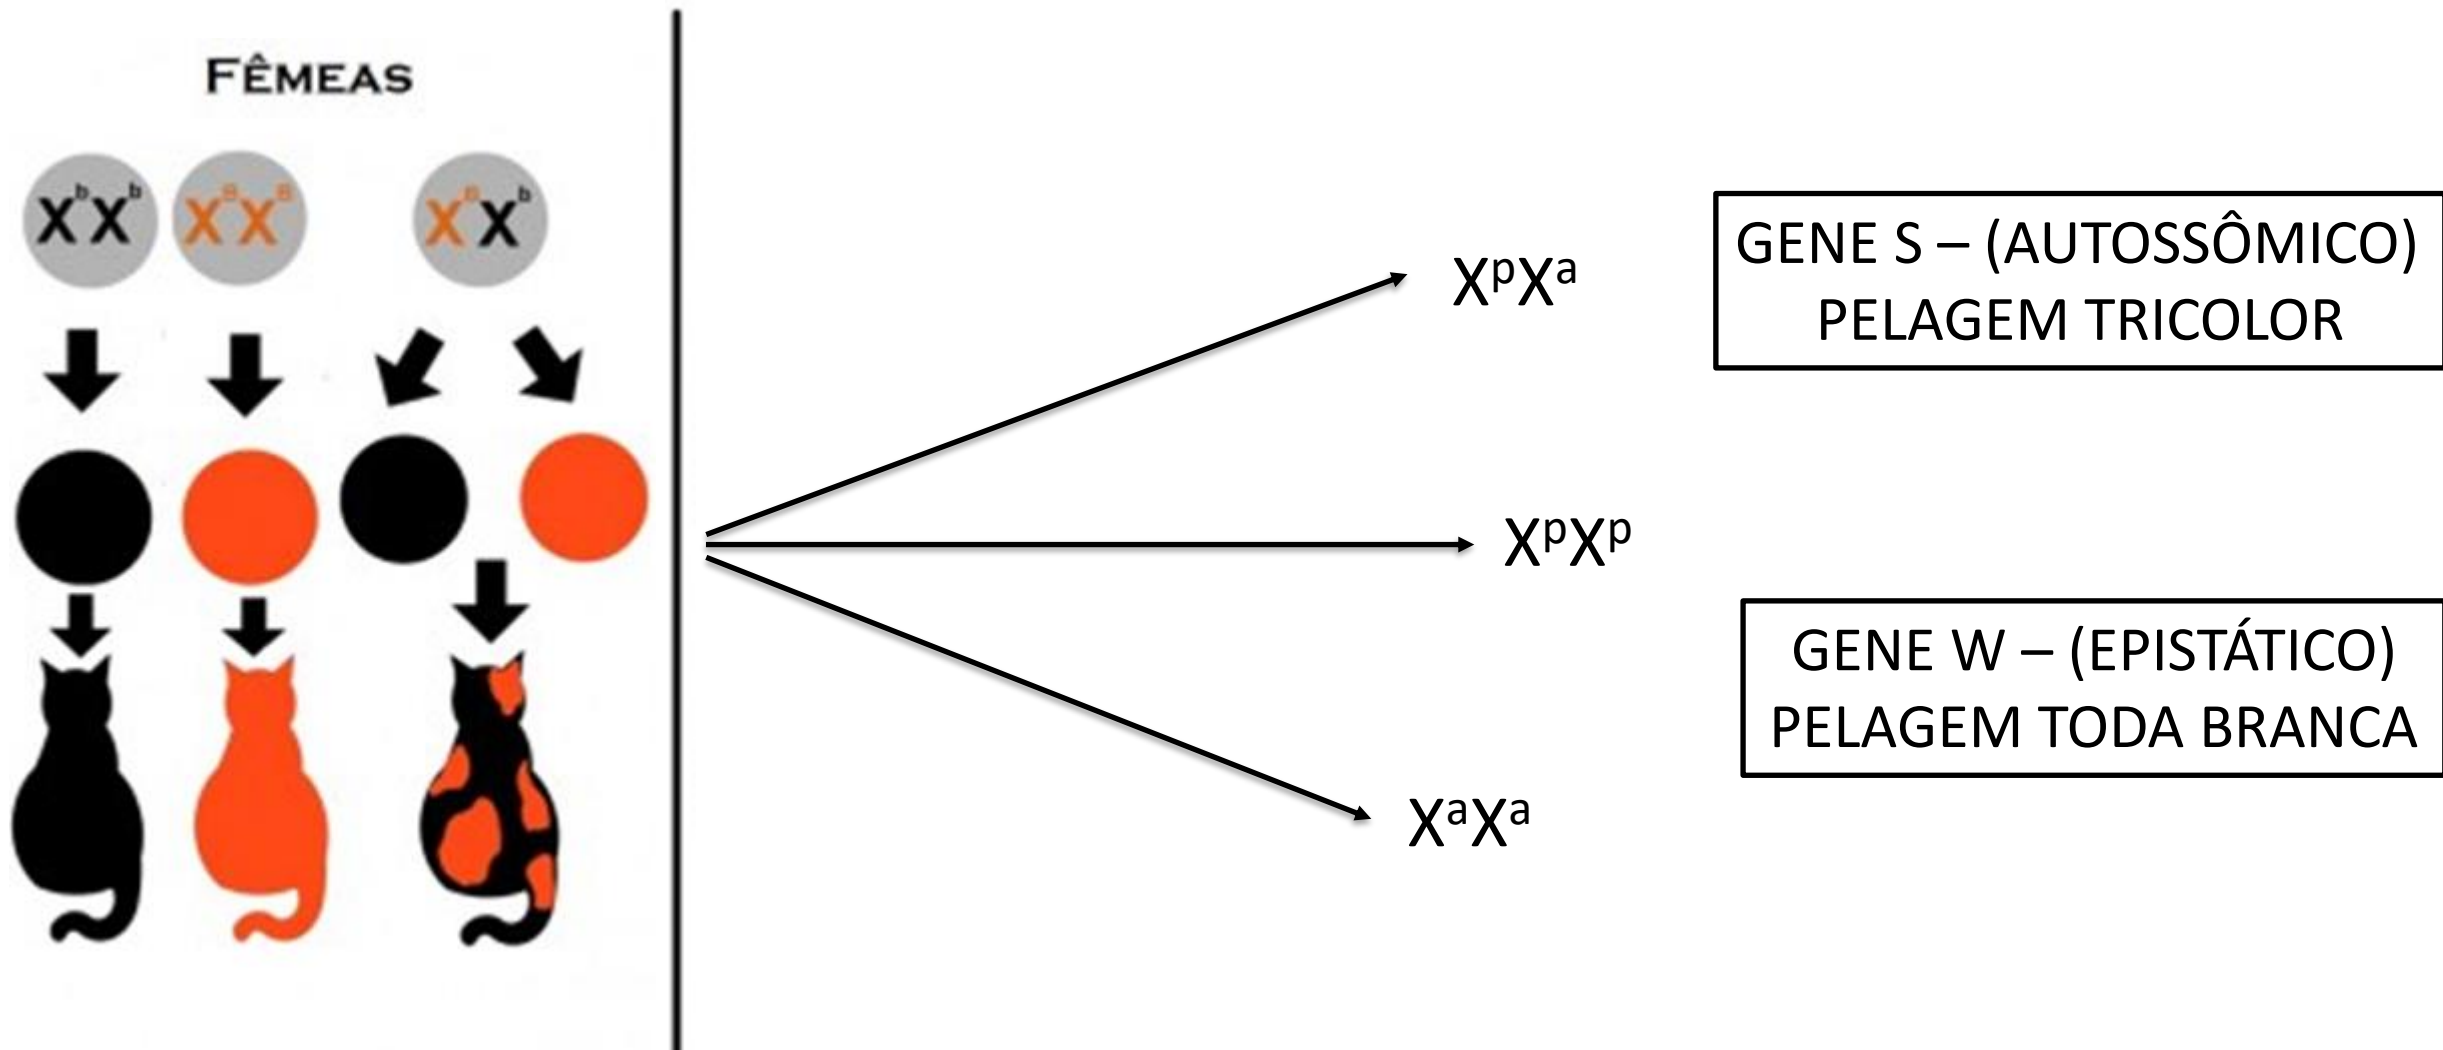 FÊMEAS
XᵇXᵇ XᴮXᴮ XᴮXᵇ
XᵖXᵃ
GENE S – (AUTOSSÔMICO)
PELAGEM TRICOLOR
XᵖXᵖ
GENE W – (EPISTÁTICO)
PELAGEM TODA BRANCA
XᵃXᵃ